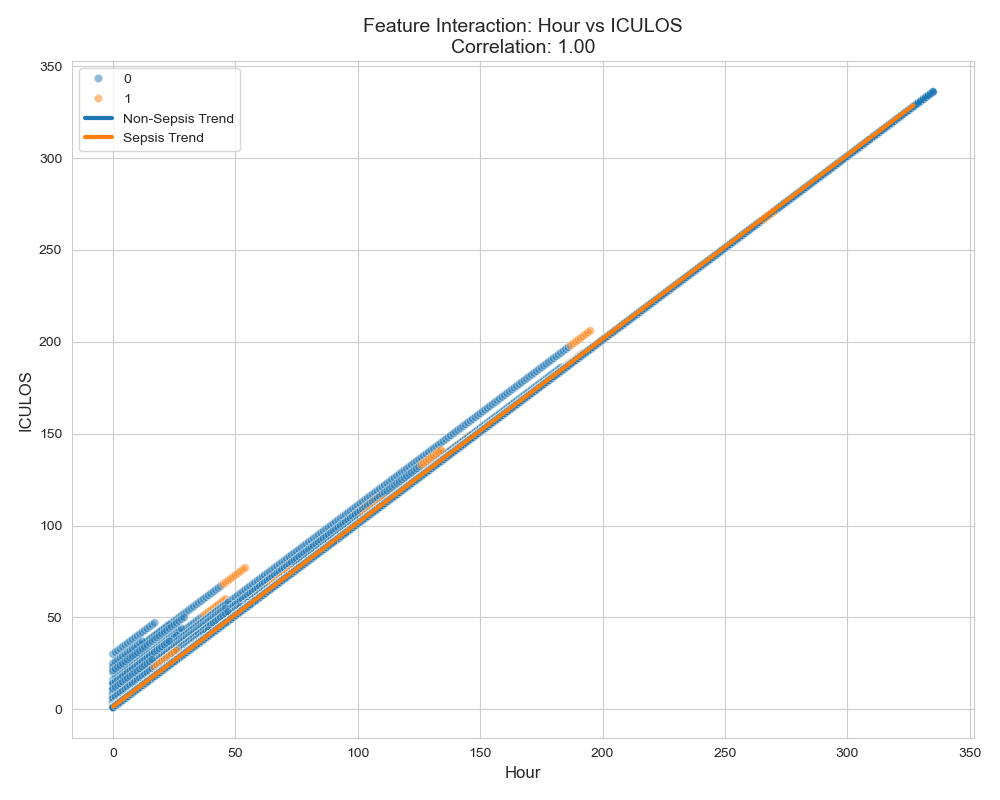 Feature Interaction: Hour vs ICULOS
Correlation: 1.00
0
1
Non-Sepsis Trend
Sepsis Trend
350
300
250
200
150
100
50
0
ICULOS
0 50 100 150 200 250 300 350
Hour